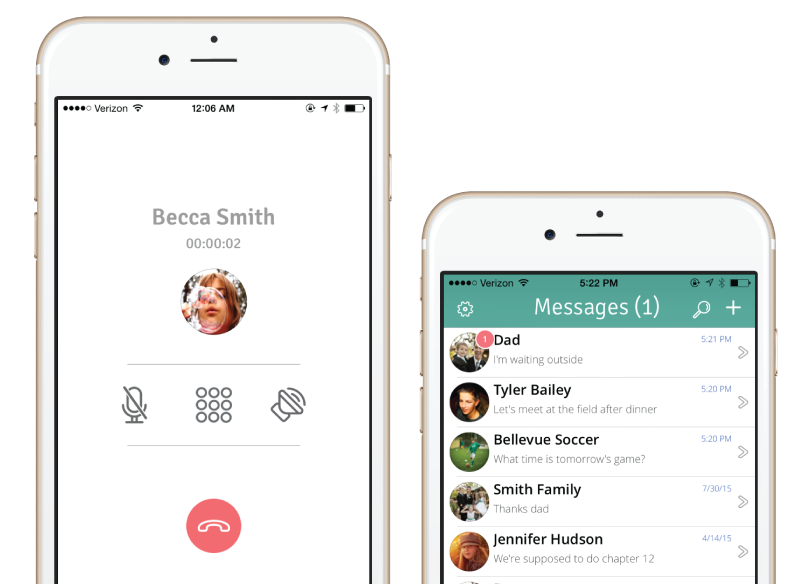 Verizon 12:06 AM
Becca Smith
00:00:02
Verizon 5:22 PM
Messages (1)
1
Dad 5:21 PM
I'm waiting outside
Tyler Bailey 5:20 PM
Let's meet at the field after dinner
Bellevue Soccer 5:20 PM
What time is tomorrow's game?
Smith Family 7/30/15
Thanks dad
Jennifer Hudson 4/14/15
We're supposed to do chapter 12